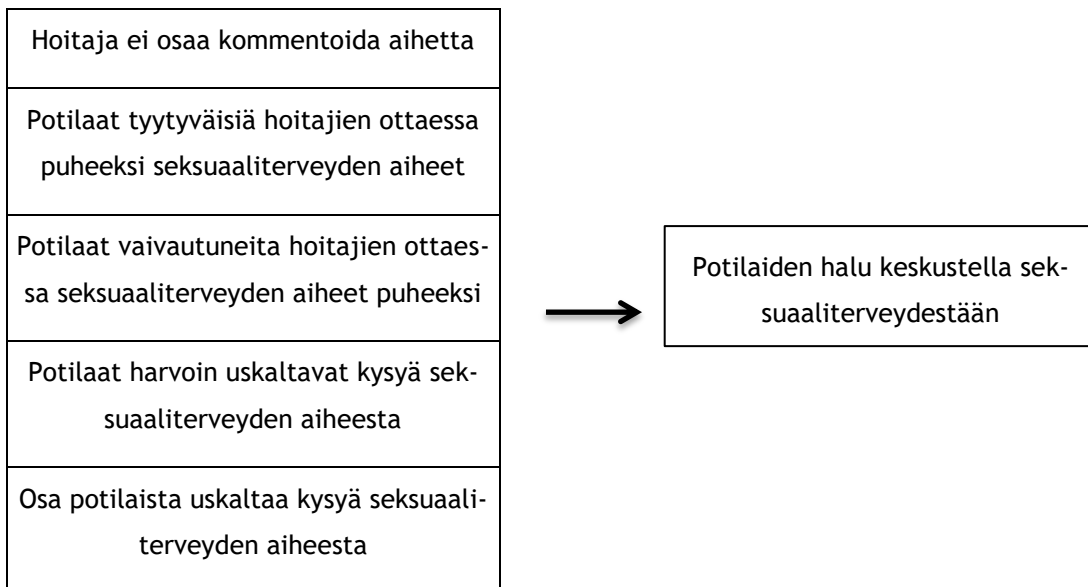 Hoitaja ei osaa kommentoida aihetta
Potilaat tyytyväisiä hoitajien ottaessa
puheeksi seksuaaliterveyden aiheet
Potilaat vaivautuneita hoitajien ottaes-
sa seksuaaliterveyden aiheet puheeksi
Potilaat harvoin uskaltavat kysyä sek-
suaaliterveyden aiheesta
Osa potilaista uskaltaa kysyä seksuaali-
terveyden aiheesta
Potilaiden halu keskustella sek-
suaaliterveydestään